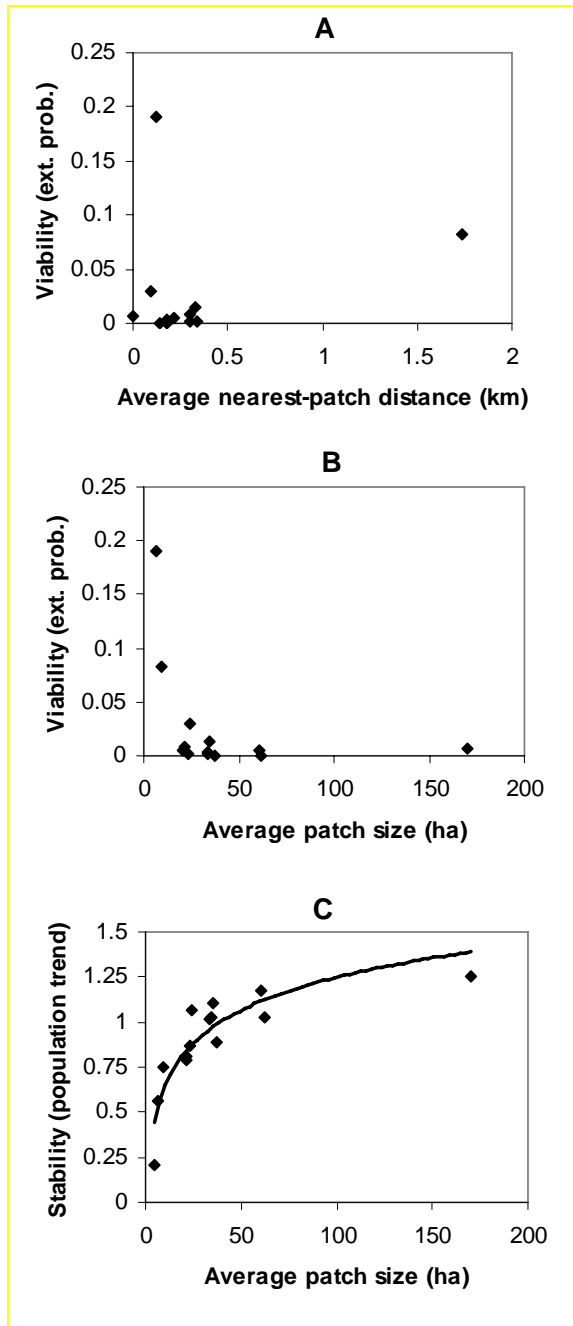 A
Viability (ext. prob.)
0.25
0.2
0.15
0.1
0.05
0
0 0.5 1 1.5 2
Average nearest-patch distance (km)
B
Viability (ext. prob.)
0.25
0.2
0.15
0.1
0.05
0
0 50 100 150 200
Average patch size (ha)
C
Stability (population trend)
1.5
1.25
1
0.75
0.5
0.25
0
0 50 100 150 200
Average patch size (ha)